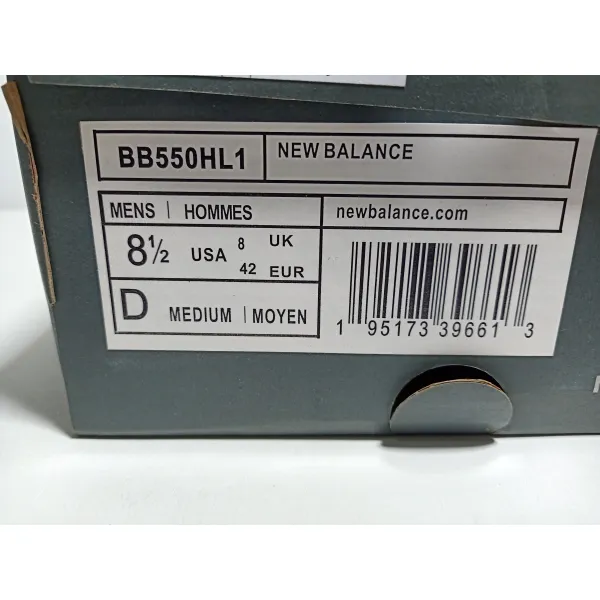 BB550HL1
NEW BALANCE
MENS | HOMMES
newbalance.com
8½ USA 8 UK
42 EUR
D MEDIUM | MOYEN
1 95173 39661 3